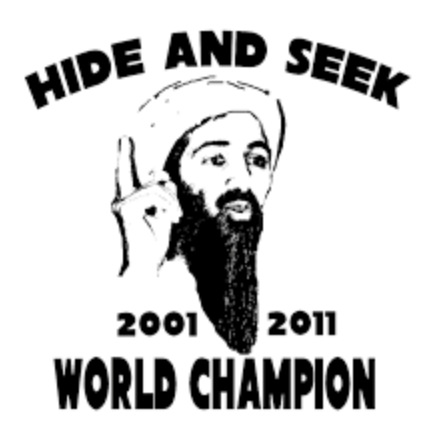 HIDE AND SEEK
2001 2011
WORLD CHAMPION